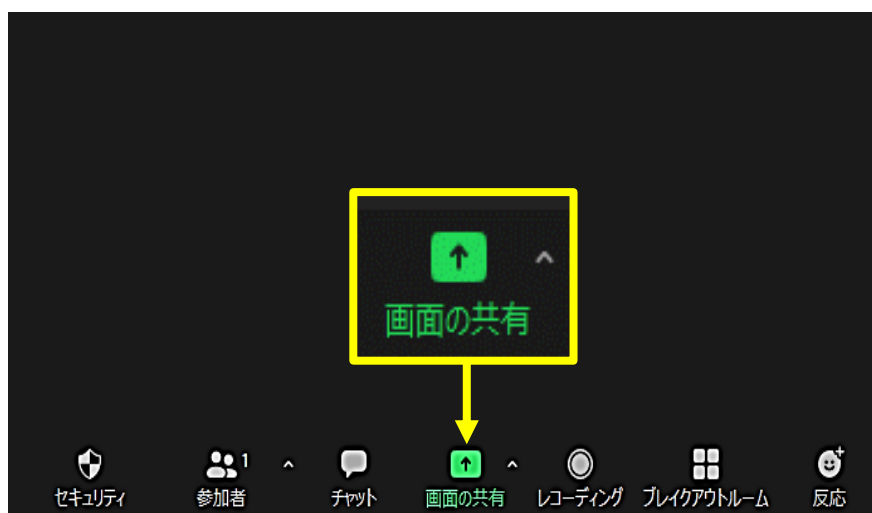 画面の共有
1
セキュリティ
参加者
チャット
画面の共有
レコーディング
ブレイクアウトルーム
反応